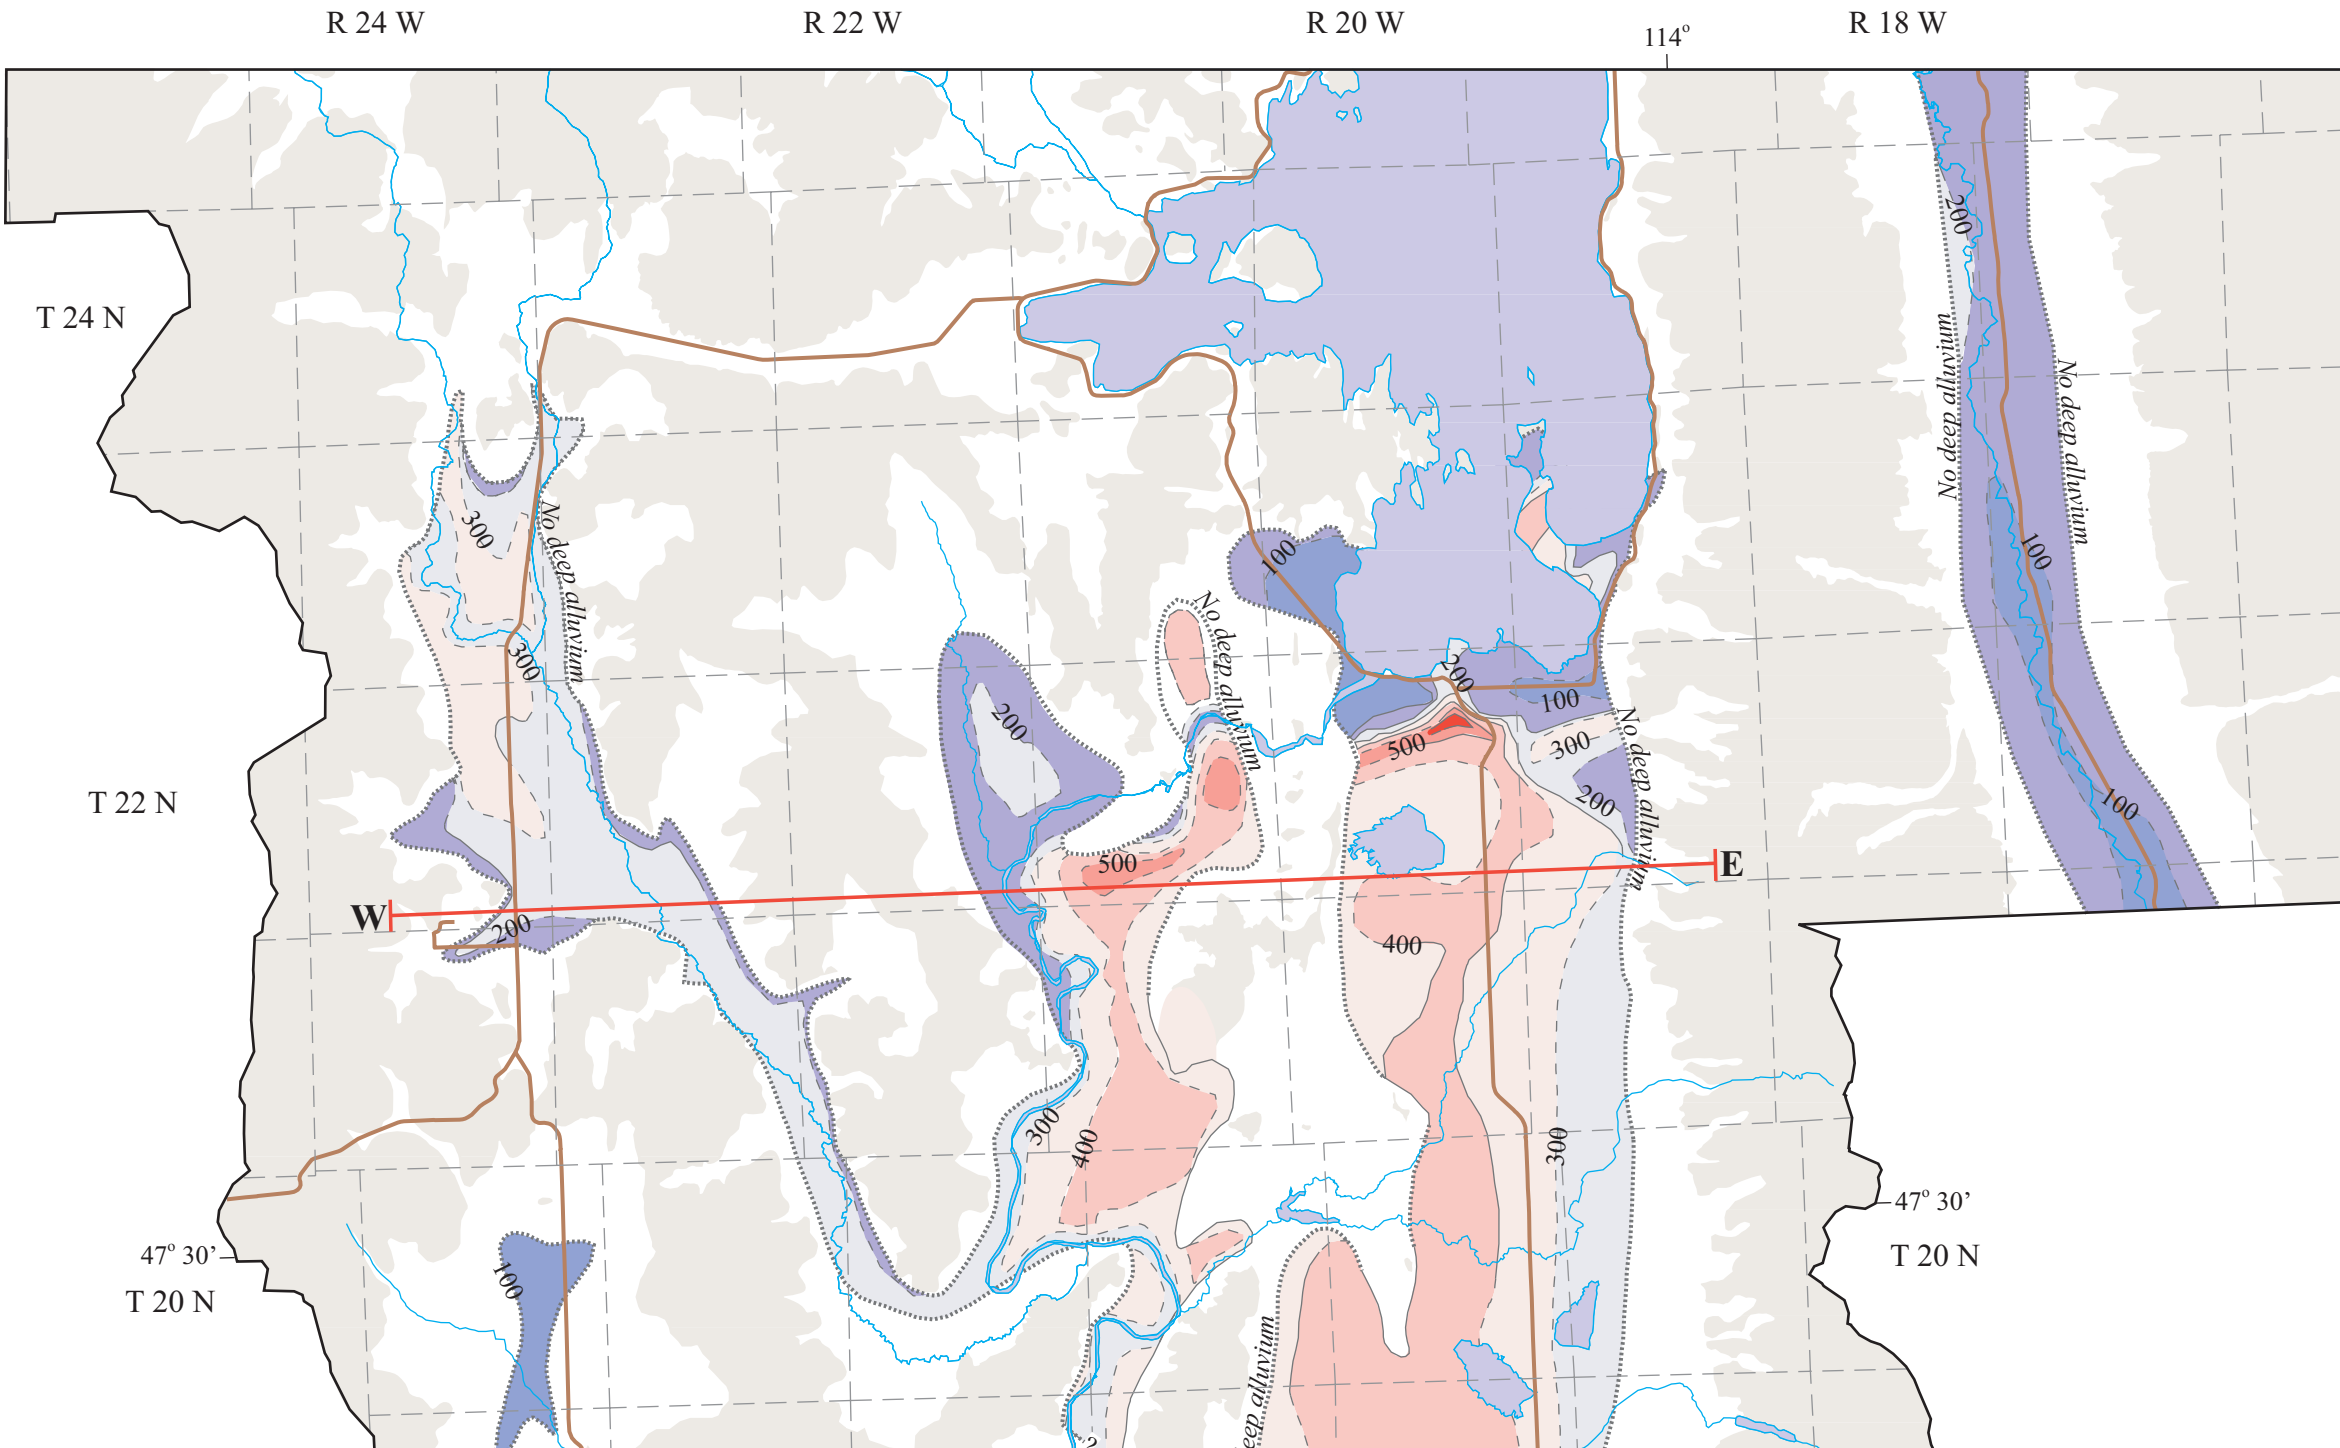 R 24 W
R 22 W
R 20 W
R 18 W
114°
T 24 N
200
No deep alluvium
No deep alluvium
300
No deep alluvium
100
100
No deep alluvium
300
200
100
200
500
300
No deep alluvium
T 22 N
200
100
500
W
E
200
400
300
400
300
47° 30’
T 20 N
47° 30’
T 20 N
100
eep alluvium
2